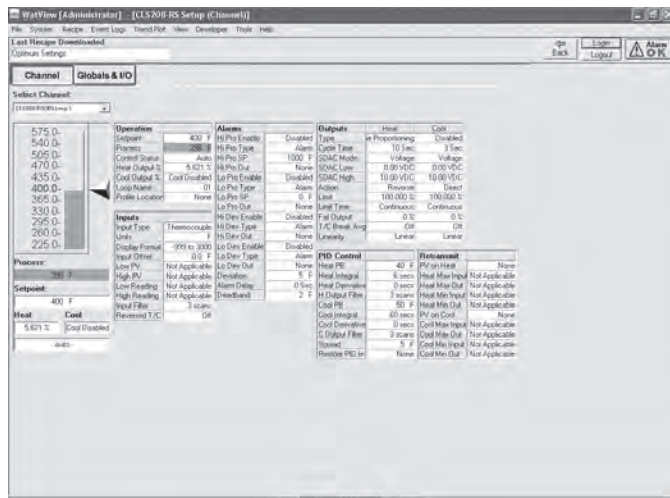 WatView [Administrator] - [CLS208-RS Setup (Channel)]
File System Recipe Event Logs Trend Plot View Developer Tools Help
Last Recipe Downloaded
Optimum Settings
Back
Login
Logout
Alarm OK
Channel
Globals & I/O
Select Channel:
575.0-
540.0-
505.0-
470.0-
435.0-
400.0-
365.0-
330.0-
295.0-
260.0-
225.0-
Process:
Setpoint:
400 F
Heat Cool
5.621 % Cool Disabled
Auto
Operation
Setpoint 400 F
Process
Control Status Auto
Heat Output % 5.621 %
Cool Output % Cool Disabled
Loop Name 01
Profile Location None
Inputs
Input Type Thermocouple
Units F
Display Format -999 to 3000
Input Offset 0.0 F
Low PV Not Applicable
High PV Not Applicable
Low Reading Not Applicable
High Reading Not Applicable
Input Filter 3 scans
Reversed T/C Off
Alarms
Hi Pro Enable Disabled
Hi Pro Type Alarm
Hi Pro SP 1000 F
Hi Pro Out None
Lo Pro Enable Disabled
Lo Pro Type Alarm
Lo Pro SP 0 F
Lo Pro Out None
Hi Dev Enable Disabled
Hi Dev Type Alarm
Hi Dev Out None
Lo Dev Enable Disabled
Lo Dev Type Alarm
Lo Dev Out None
Deviation 5 F
Alarm Delay 0 Sec
Deadband 2 F
Outputs Heat Cool
Type e Proportioning Disabled
Cycle Time 10 Sec 3 Sec
SDAC Mode Voltage Voltage
SDAC Low 0.00 VDC 0.00 VDC
SDAC High 10.00 VDC 10.00 VDC
Action Reverse Direct
Limit 100.000 % 100.000 %
Limit Time Continuous Continuous
Fail Output 0 % 0 %
T/C Break Avg Off Off
Linearity Linear Linear
PID Control
Heat PB 40 F
Heat Integral 6 secs
Heat Derivative 0 secs
H Output Filter 3 scans
Cool PB 50 F
Cool Integral 60 secs
Cool Derivative 0 secs
C Output Filter 3 scans
Spread 5 F
Restore PID In None
Retransmit
PV on Heat None
Heat Max Input Not Applicable
Heat Max Out Not Applicable
Heat Min Input Not Applicable
Heat Min Out Not Applicable
PV on Cool None
Cool Max Input Not Applicable
Cool Max Out Not Applicable
Cool Min Input Not Applicable
Cool Min Out Not Applicable